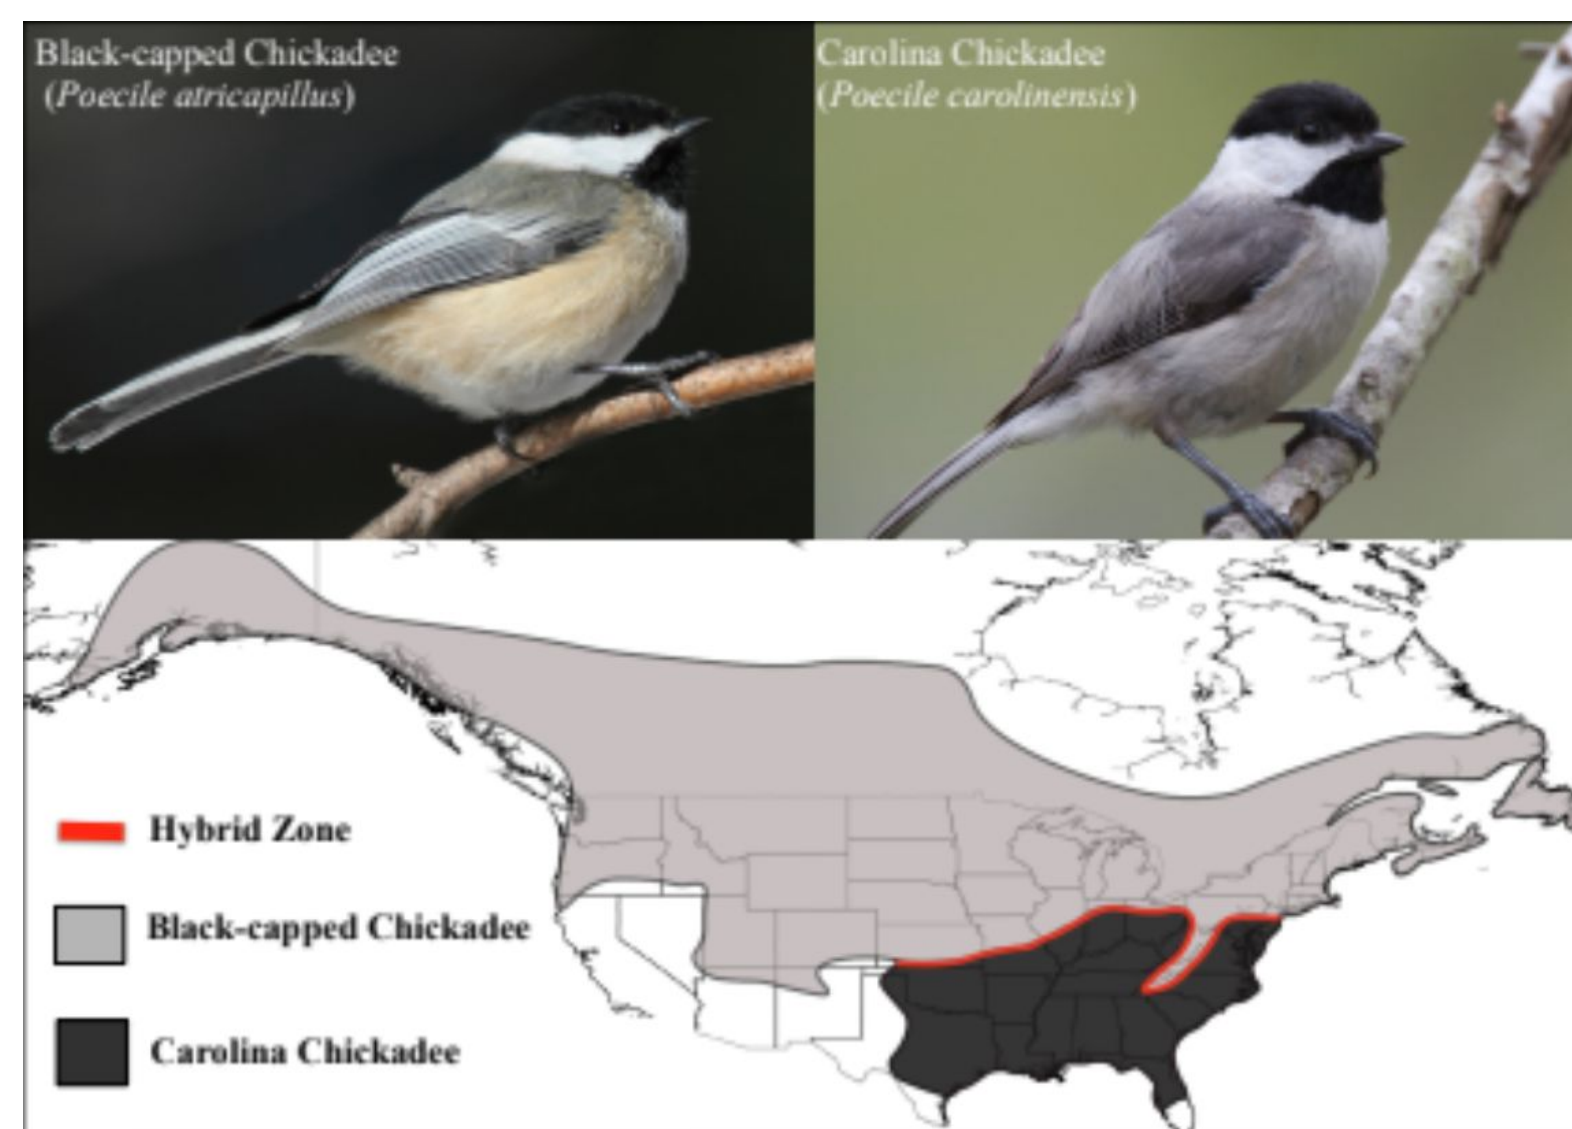 Black-capped Chickadee
(Poecile atricapillus)
Carolina Chickadee
(Poecile carolinensis)
Hybrid Zone
Black-capped Chickadee
Carolina Chickadee